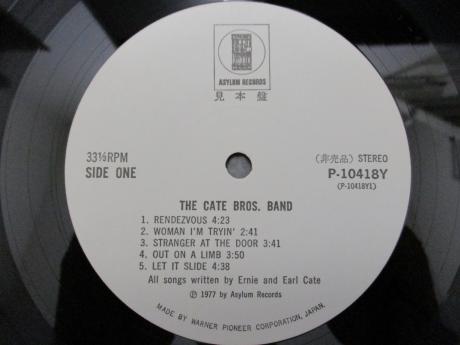 ASYLUM RECORDS
見本盤
33⅓RPM
SIDE ONE
(非売品) STEREO
P-10418Y
(P-10418Y1)
THE CATE BROS. BAND
1. RENDEZVOUS 4:23
2. WOMAN I'M TRYIN' 2:41
3. STRANGER AT THE DOOR 3:41
4. OUT ON A LIMB 3:50
5. LET IT SLIDE 4:38
All songs written by Ernie and Earl Cate
Ⓟ 1977 by Asylum Records
MADE BY WARNER PIONEER CORPORATION, JAPAN.